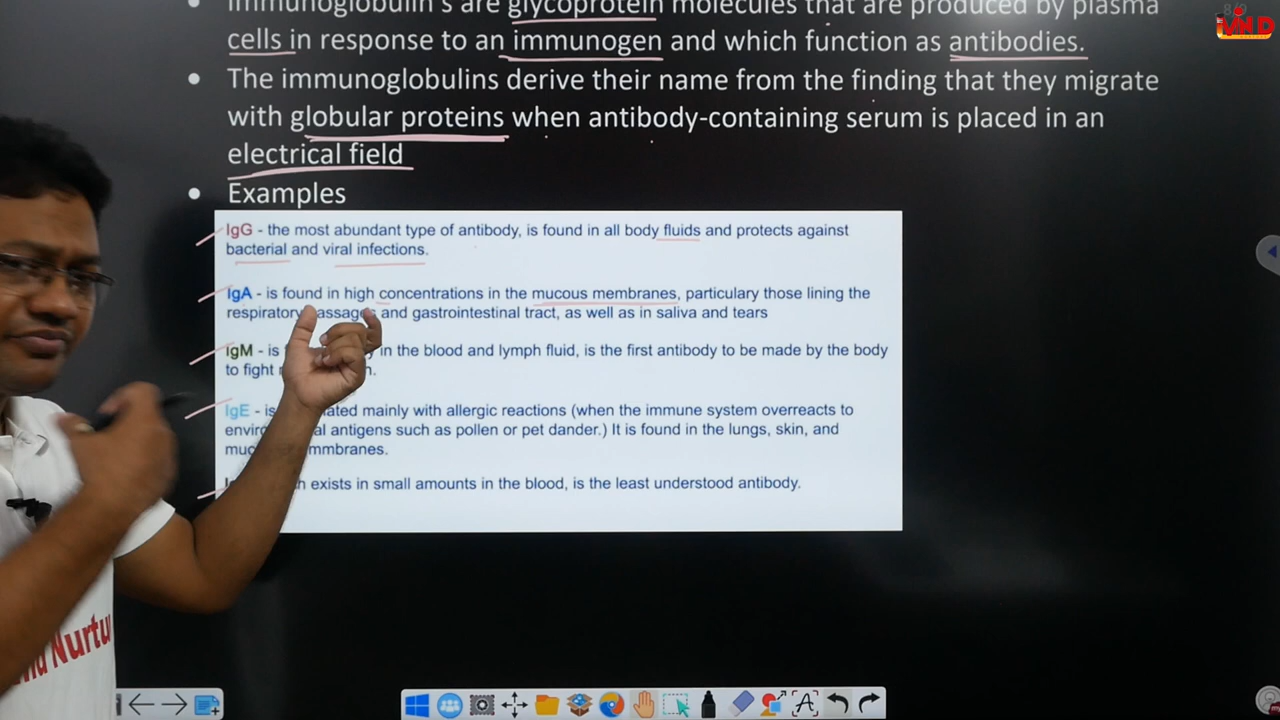 Immunoglobulin's are glycoprotein molecules that are produced by plasma
cells in response to an immunogen and which function as antibodies.
The immunoglobulins derive their name from the finding that they migrate
with globular proteins when antibody-containing serum is placed in an
electrical field
Examples
IgG - the most abundant type of antibody, is found in all body fluids and protects against
bacterial and viral infections.
IgA - is found in high concentrations in the mucous membranes, particulary those lining the
respiratory and gastrointestinal tract, as well as in saliva and tears
IgM - is in the blood and lymph fluid, is the first antibody to be made by the body
to fight
IgE - is mainly with allergic reactions (when the immune system overreacts to
antigens such as pollen or pet dander.) It is found in the lungs, skin, and
exists in small amounts in the blood, is the least understood antibody.
8/9
Nurtu